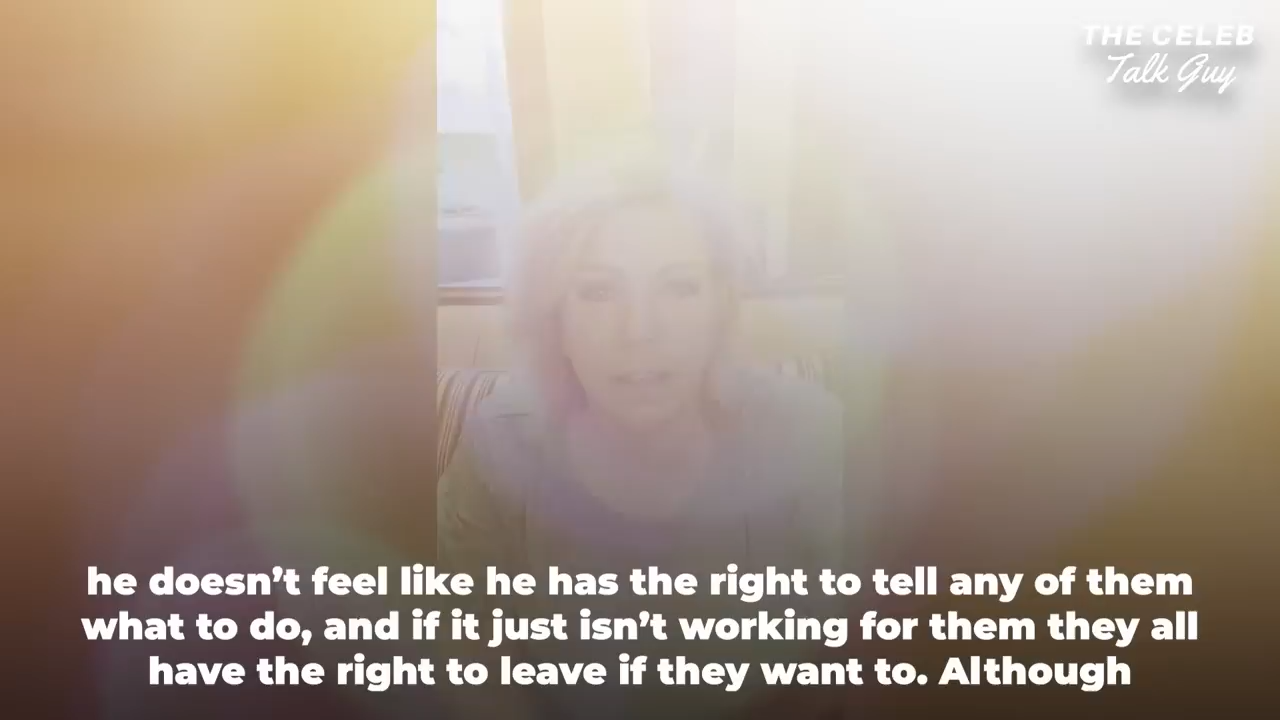 THE CELEB
Talk Guy
he doesn’t feel like he has the right to tell any of them
what to do, and if it just isn’t working for them they all
have the right to leave if they want to. Although